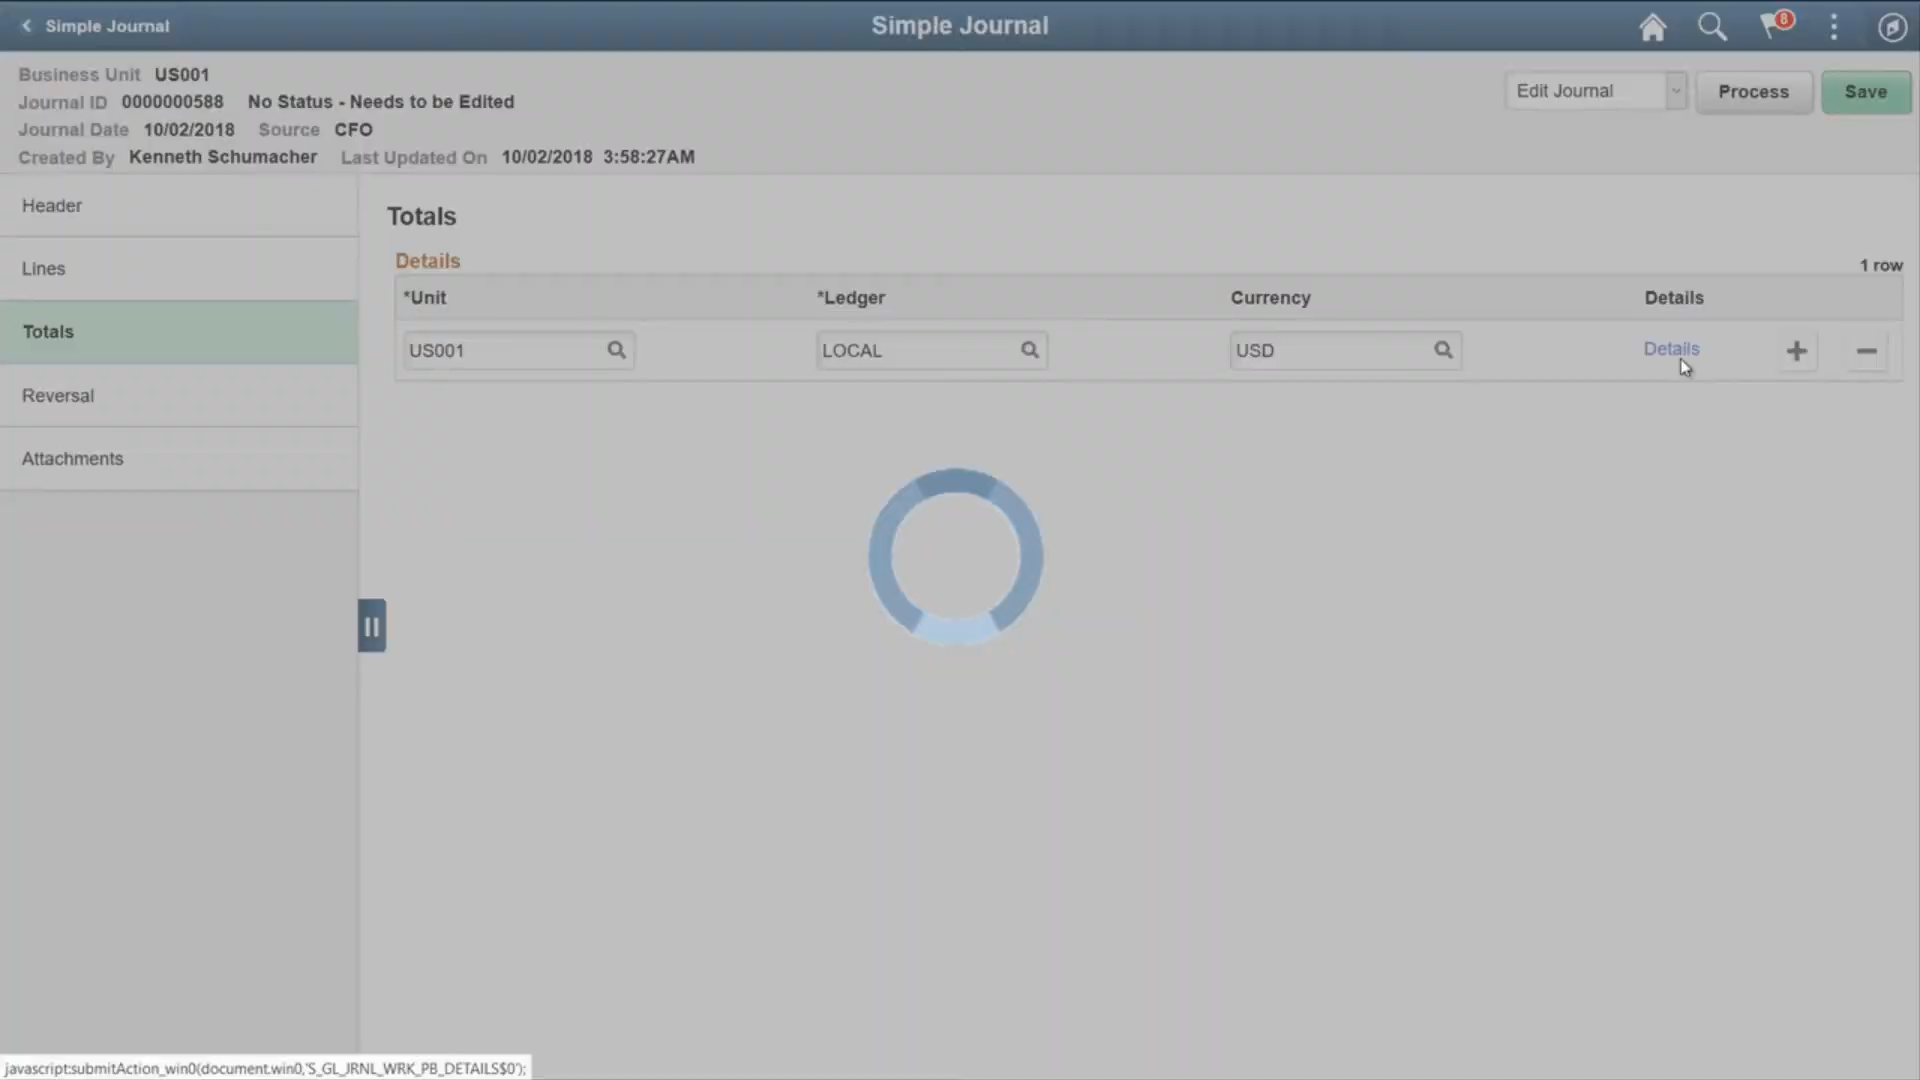 Simple Journal
Simple Journal
8
Business Unit US001
Journal ID 0000000588 No Status - Needs to be Edited
Journal Date 10/02/2018 Source CFO
Created By Kenneth Schumacher Last Updated On 10/02/2018 3:58:27AM
Edit Journal
Process
Save
Header
Lines
Totals
Reversal
Attachments
Totals
Details
1 row
*Unit *Ledger Currency Details
US001 LOCAL USD Details
javascript:submitAction_win0(document.win0,'S_GL_JRNL_WRK_PB_DETAILS$0');